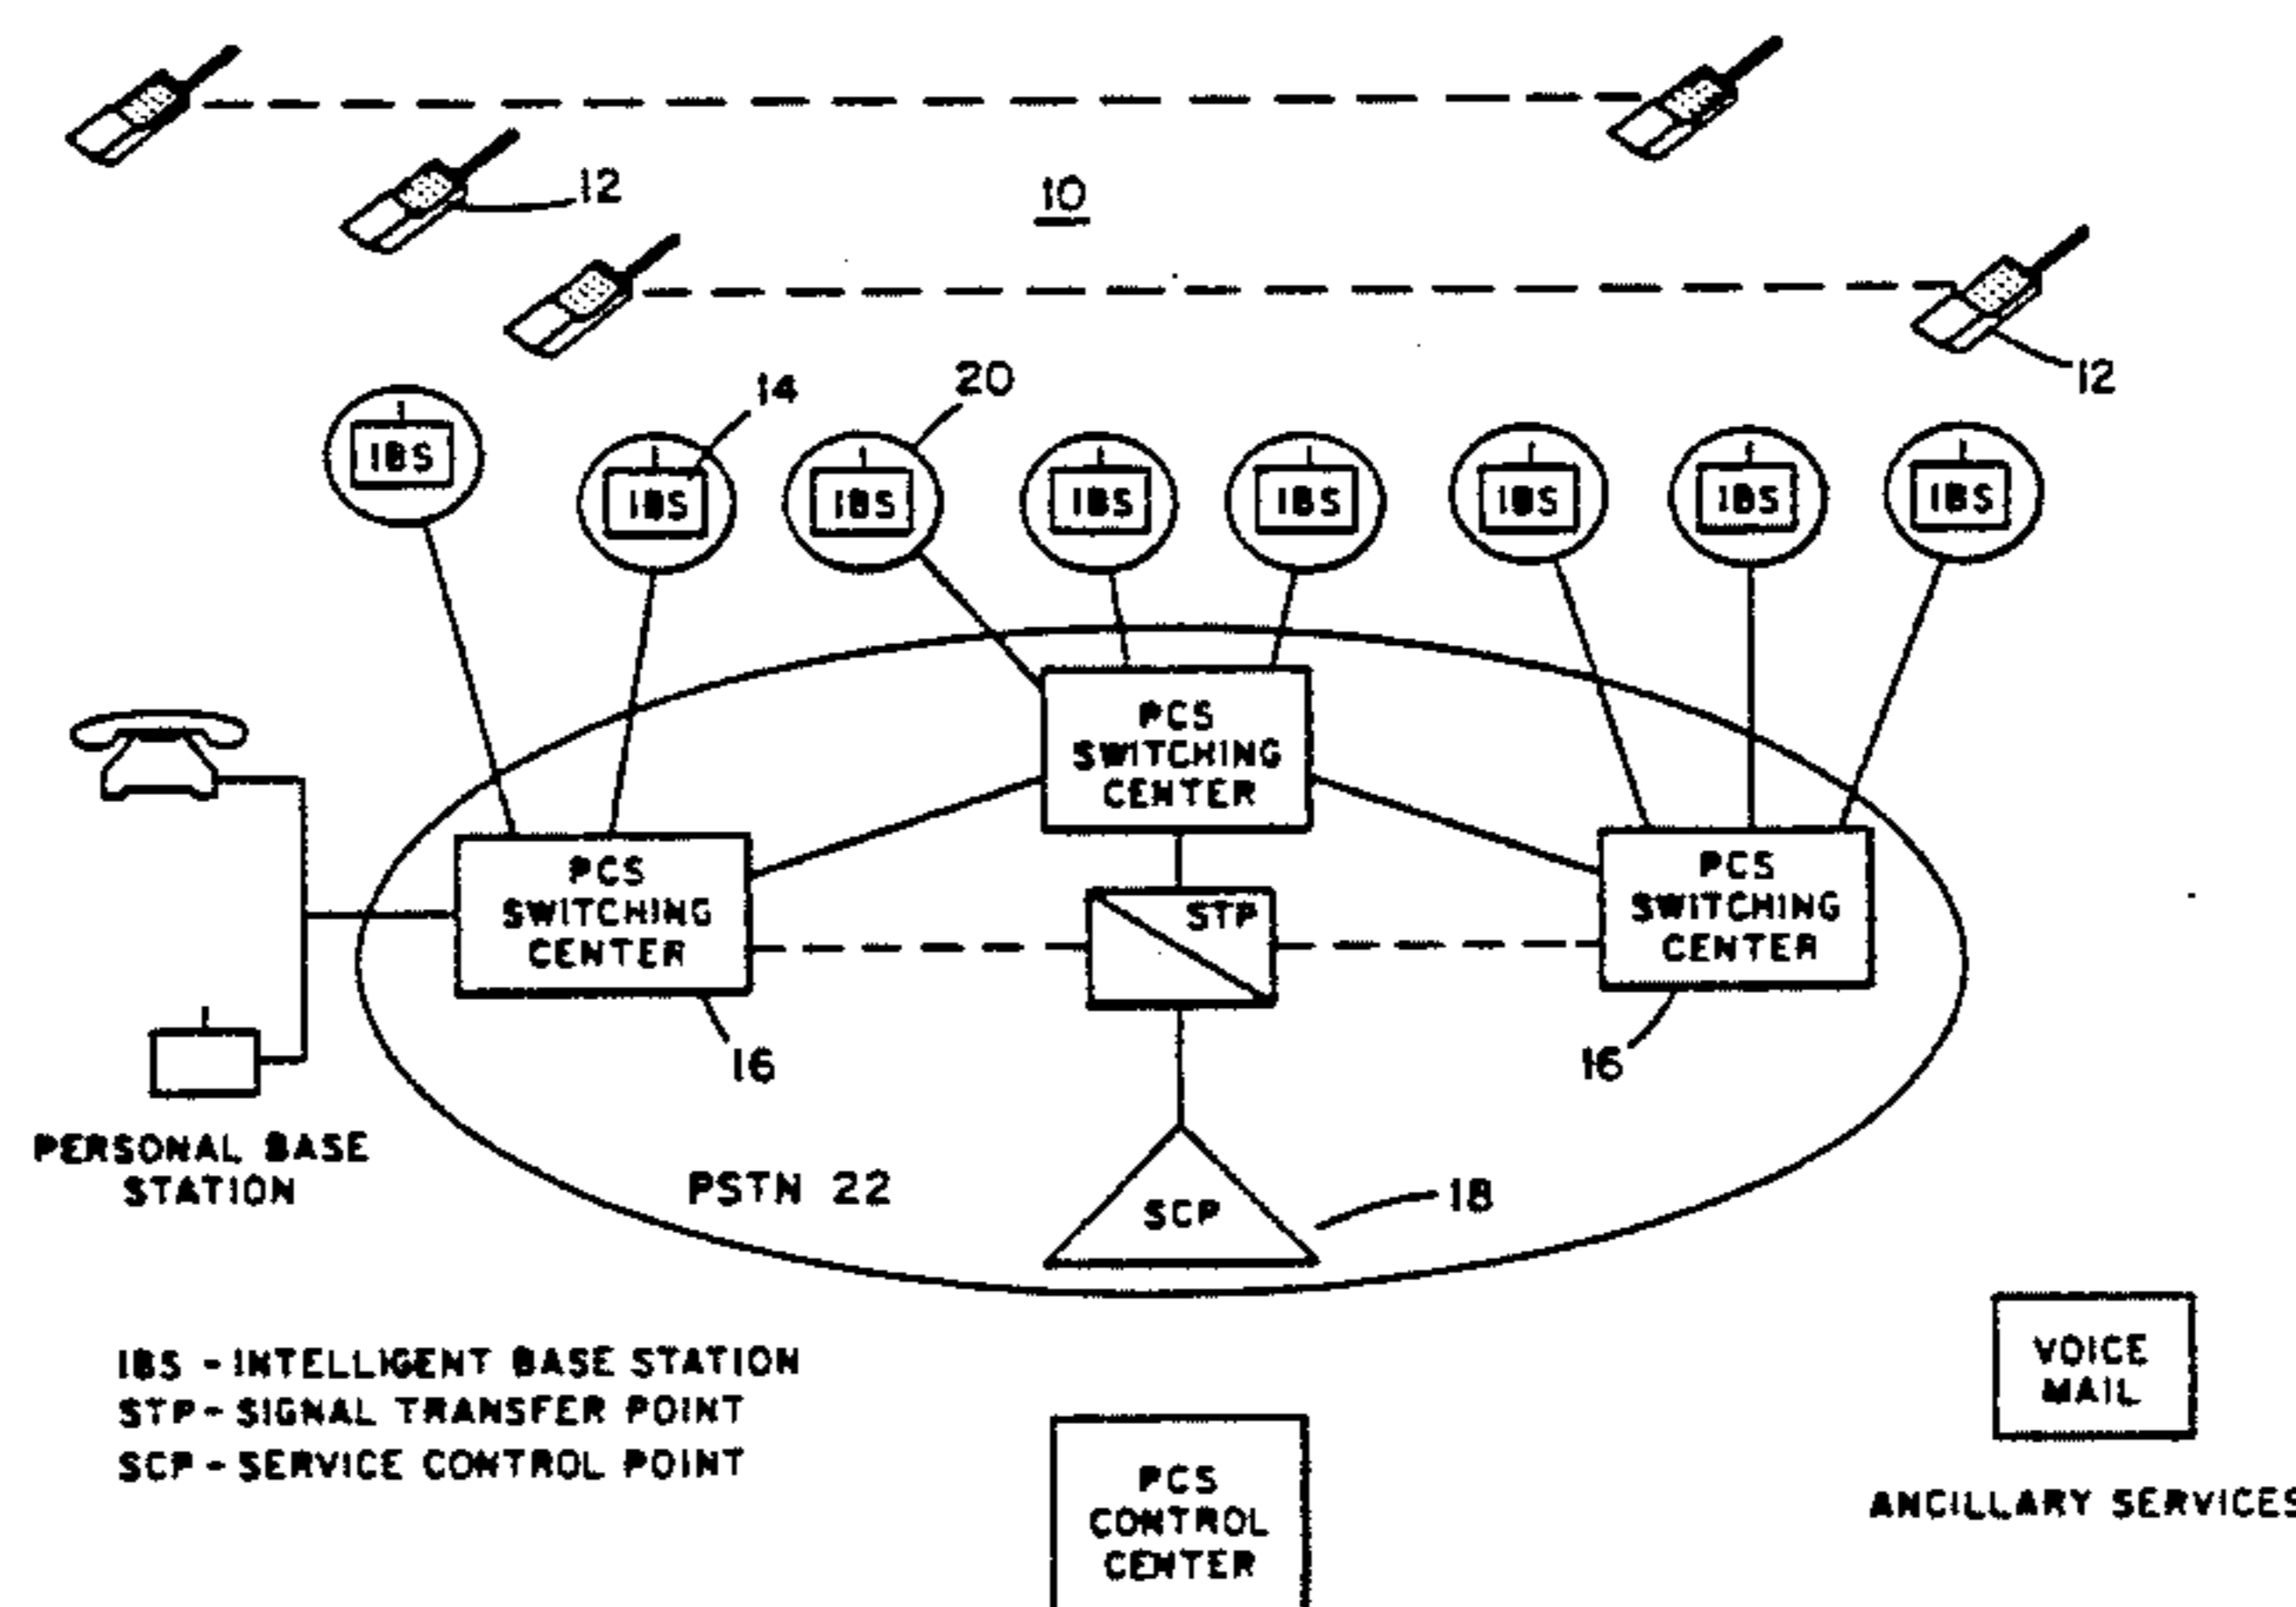 12
10
12
14
20
IBS
IBS
IBS
IBS
IBS
IBS
IBS
IBS
PCS
SWITCHING
CENTER
PCS
SWITCHING
CENTER
PCS
SWITCHING
CENTER
STP
16
16
PERSONAL BASE
STATION
PSTN 22
SCP
18
IBS - INTELLIGENT BASE STATION
STP - SIGNAL TRANSFER POINT
SCP - SERVICE CONTROL POINT
VOICE
MAIL
PCS
CONTROL
CENTER
ANCILLARY SERVICES